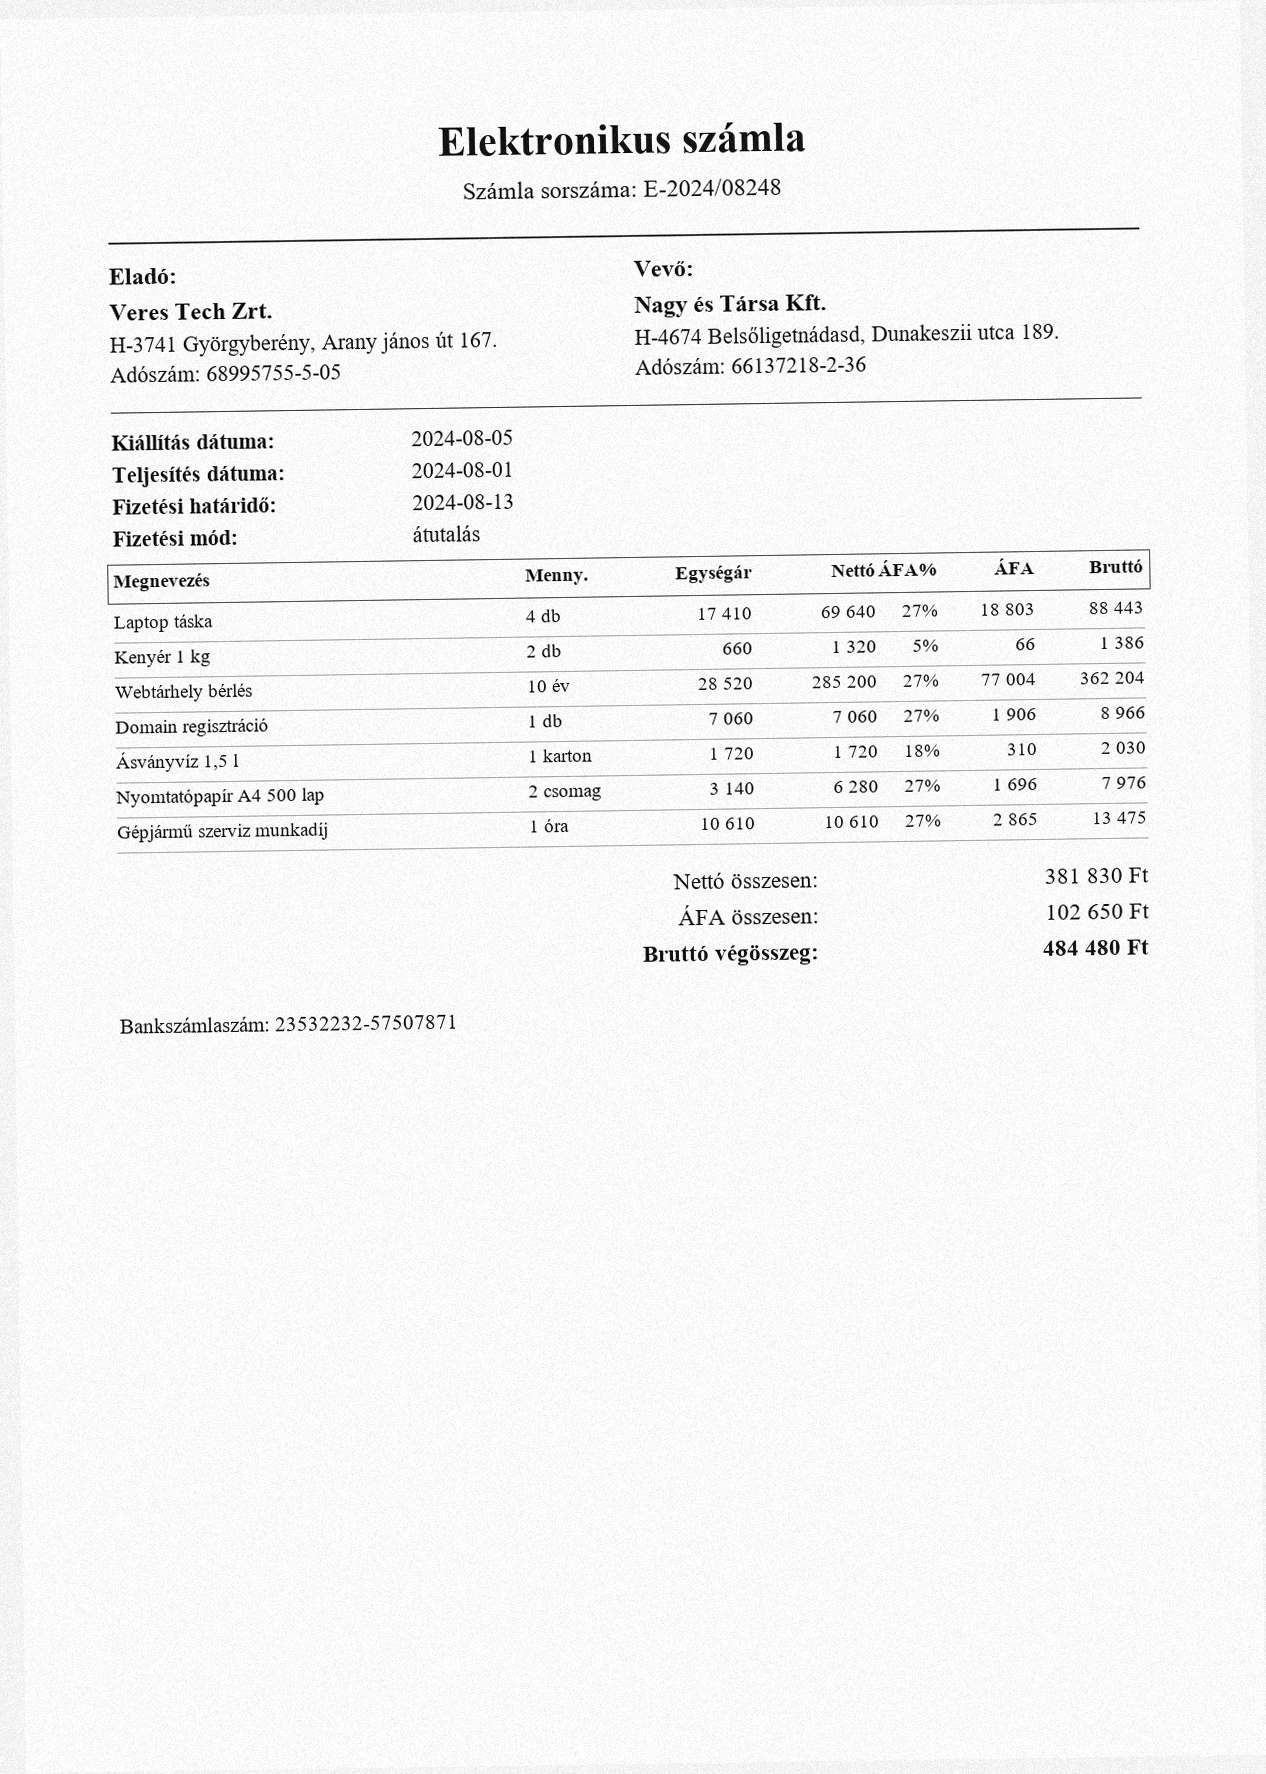 Elektronikus számla
Számla sorszáma: E-2024/08248
Eladó:
Veres Tech Zrt.
H-3741 Györgyberény, Arany jános út 167.
Adószám: 68995755-5-05
Vevő:
Nagy és Társa Kft.
H-4674 Belsőligetnádasd, Dunakeszii utca 189.
Adószám: 66137218-2-36
Kiállítás dátuma: 2024-08-05
Teljesítés dátuma: 2024-08-01
Fizetési határidő: 2024-08-13
Fizetési mód: átutalás
Megnevezés Menny. Egységár Nettó ÁFA% ÁFA Bruttó
Laptop táska 4 db 17 410 69 640 27% 18 803 88 443
Kenyér 1 kg 2 db 660 1 320 5% 66 1 386
Webtárhely bérlés 10 év 28 520 285 200 27% 77 004 362 204
Domain regisztráció 1 db 7 060 7 060 27% 1 906 8 966
Ásványvíz 1,5 l 1 karton 1 720 1 720 18% 310 2 030
Nyomtatópapír A4 500 lap 2 csomag 3 140 6 280 27% 1 696 7 976
Gépjármű szerviz munkadíj 1 óra 10 610 10 610 27% 2 865 13 475
Nettó összesen: 381 830 Ft
ÁFA összesen: 102 650 Ft
Bruttó végösszeg: 484 480 Ft
Bankszámlaszám: 23532232-57507871